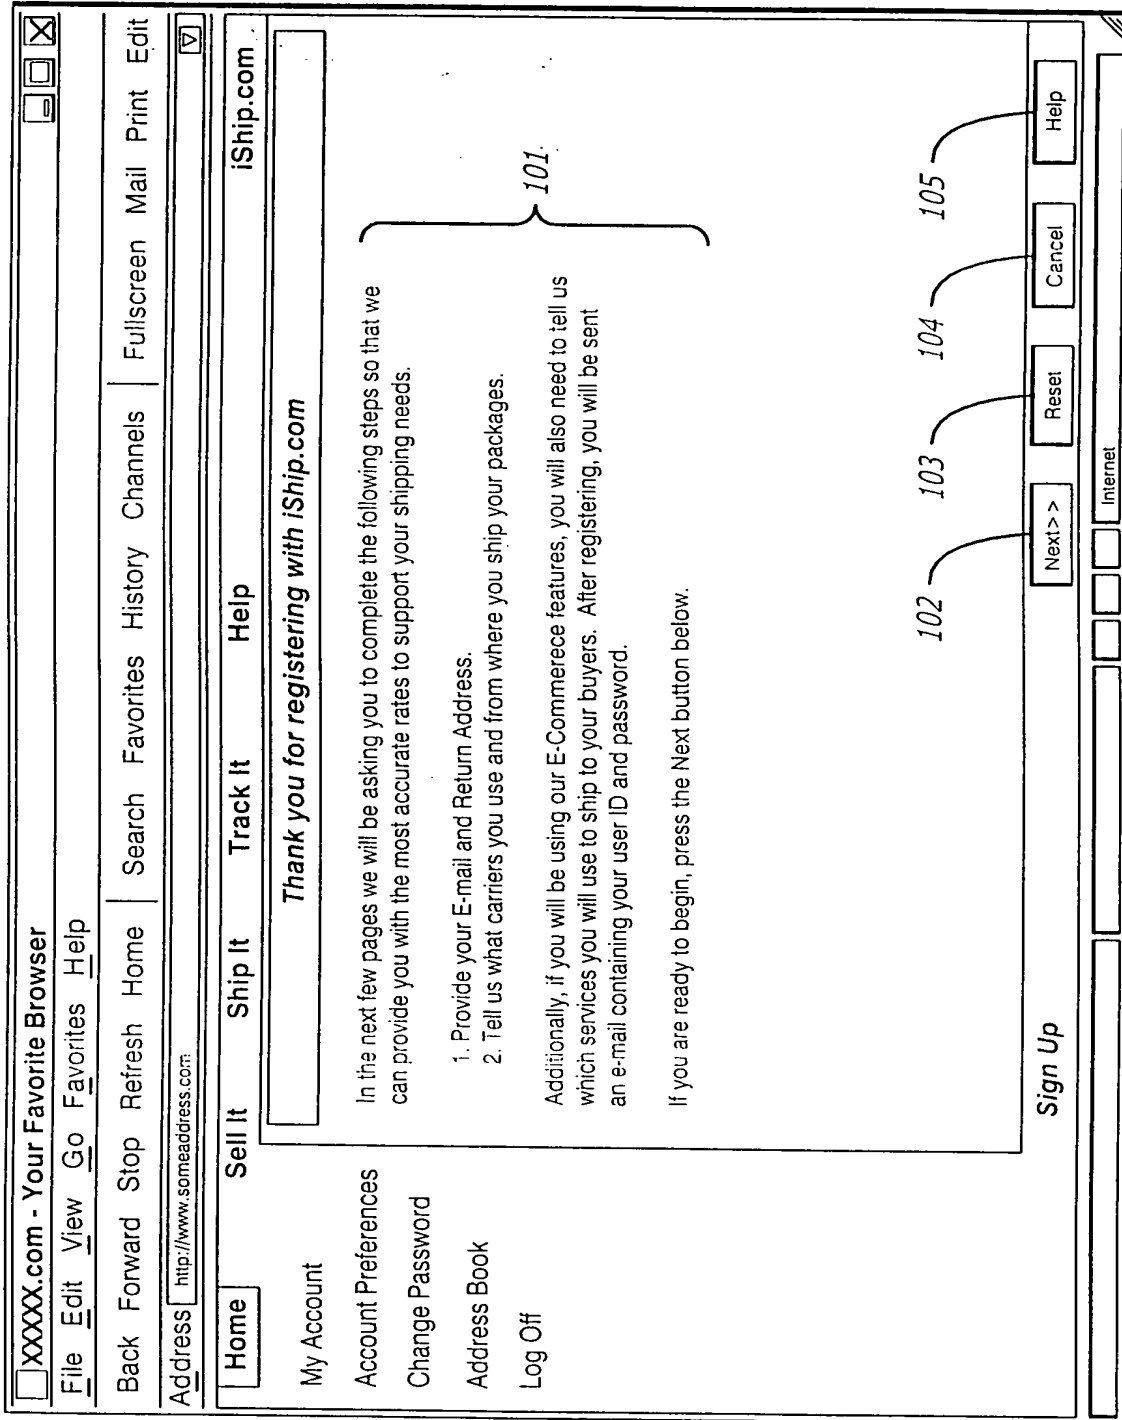 XXXXX.com - Your Favorite Browser
File Edit View Go Favorites Help
Back Forward Stop Refresh Home Search Favorites History Channels Fullscreen Mail Print Edit
Address http://www.someaddress.com
Home Sell It Ship It Track It Help iShip.com
My Account
Account Preferences
Change Password
Address Book
Log Off
Thank you for registering with iShip.com
In the next few pages we will be asking you to complete the following steps so that we
can provide you with the most accurate rates to support your shipping needs.
1. Provide your E-mail and Return Address.
2. Tell us what carriers you use and from where you ship your packages.
Additionally, if you will be using our E-Commerece features, you will also need to tell us
which services you will use to ship to your buyers. After registering, you will be sent
an e-mail containing your user ID and password.
If you are ready to begin, press the Next button below.
101
102 103 104 105
Sign Up Next> > Reset Cancel Help
Internet